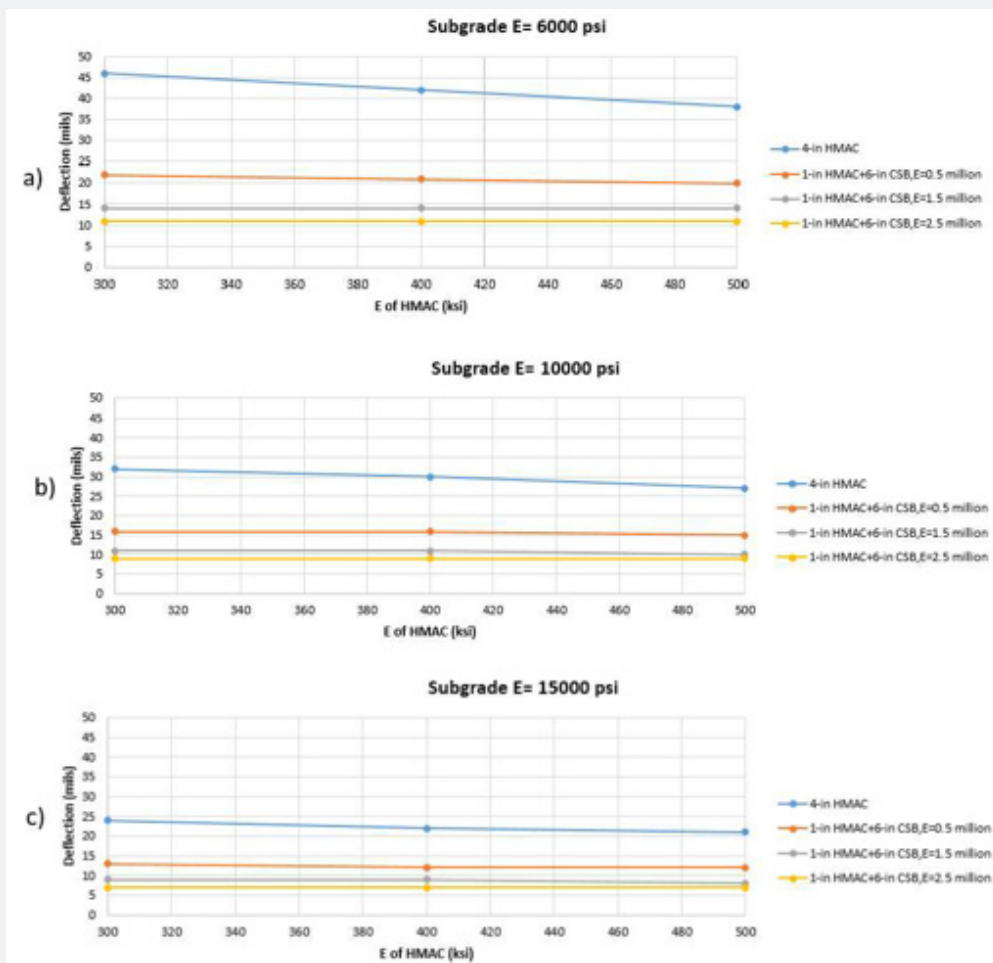 Subgrade E= 6000 psi
50
45
40
35
30
25
20
15
10
5
0
Deflection (mils)
a)
300 320 340 360 380 400 420 440 460 480 500
E of HMAC (ksi)
4-in HMAC
1-in HMAC+6-in CSB,E=0.5 million
1-in HMAC+6-in CSB,E=1.5 million
1-in HMAC+6-in CSB,E=2.5 million
Subgrade E= 10000 psi
50
45
40
35
30
25
20
15
10
5
0
Deflection (mils)
b)
300 320 340 360 380 400 420 440 460 480 500
E of HMAC (ksi)
4-in HMAC
1-in HMAC+6-in CSB,E=0.5 million
1-in HMAC+6-in CSB,E=1.5 million
1-in HMAC+6-in CSB,E=2.5 million
Subgrade E= 15000 psi
50
45
40
35
30
25
20
15
10
5
0
Deflection (mils)
c)
300 320 340 360 380 400 420 440 460 480 500
E of HMAC (ksi)
4-in HMAC
1-in HMAC+6-in CSB,E=0.5 million
1-in HMAC+6-in CSB,E=1.5 million
1-in HMAC+6-in CSB,E=2.5 million